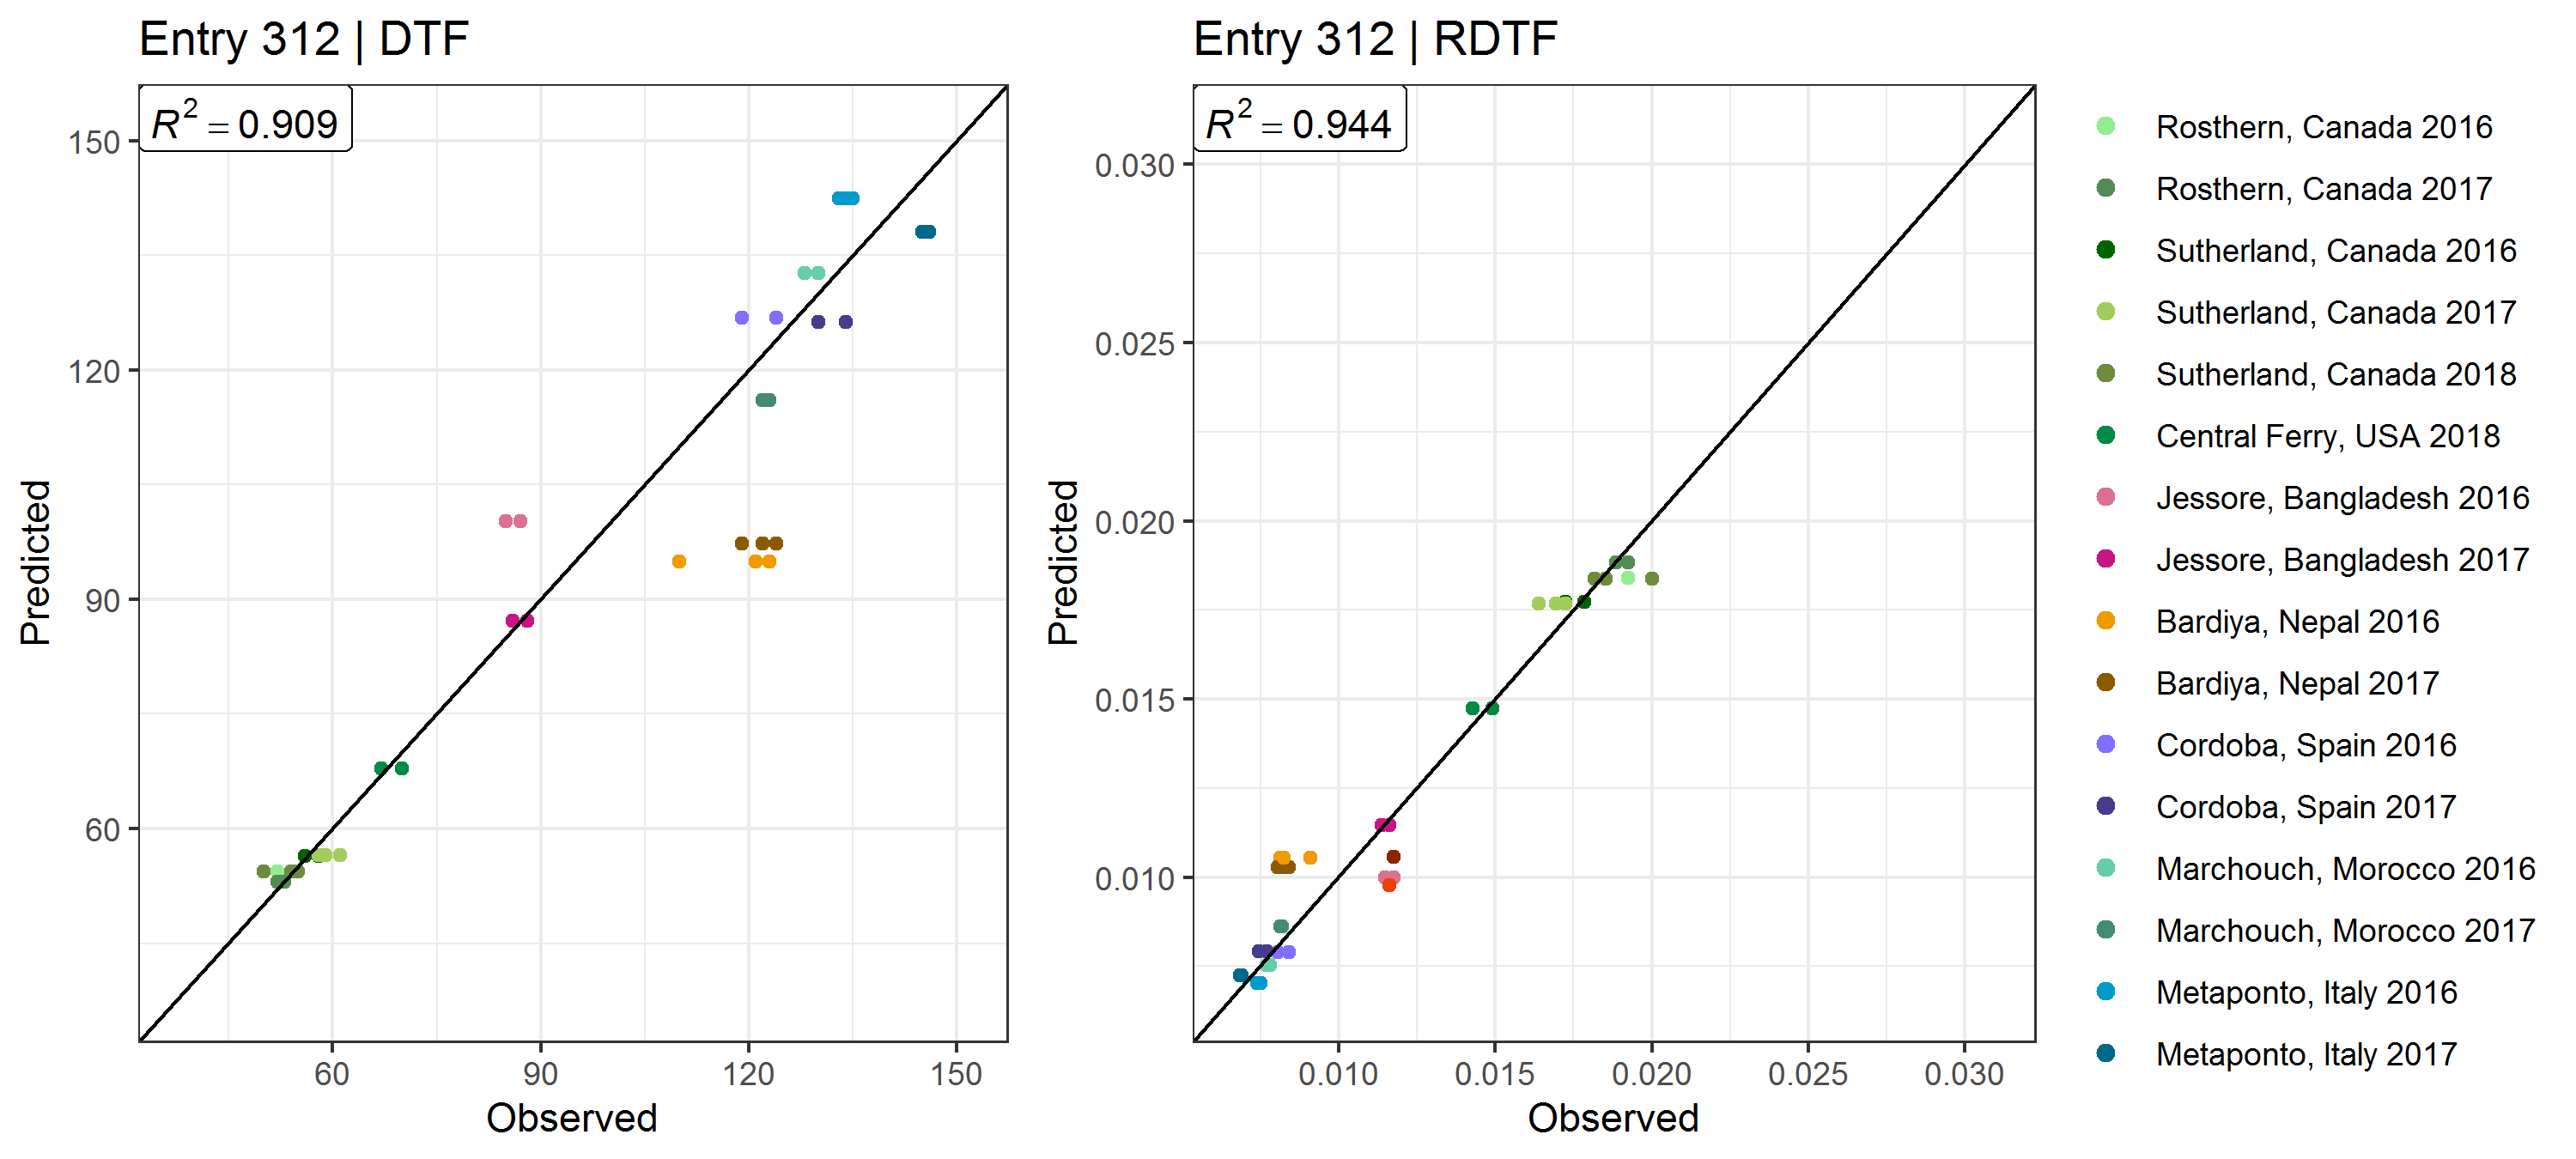 Entry 312 | DTF
R² = 0.909
150
120
90
60
Predicted
60 90 120 150
Observed
Entry 312 | RDTF
R² = 0.944
0.030
0.025
0.020
0.015
0.010
Predicted
0.010 0.015 0.020 0.025 0.030
Observed
Rosthern, Canada 2016
Rosthern, Canada 2017
Sutherland, Canada 2016
Sutherland, Canada 2017
Sutherland, Canada 2018
Central Ferry, USA 2018
Jessore, Bangladesh 2016
Jessore, Bangladesh 2017
Bardiya, Nepal 2016
Bardiya, Nepal 2017
Cordoba, Spain 2016
Cordoba, Spain 2017
Marchouch, Morocco 2016
Marchouch, Morocco 2017
Metaponto, Italy 2016
Metaponto, Italy 2017